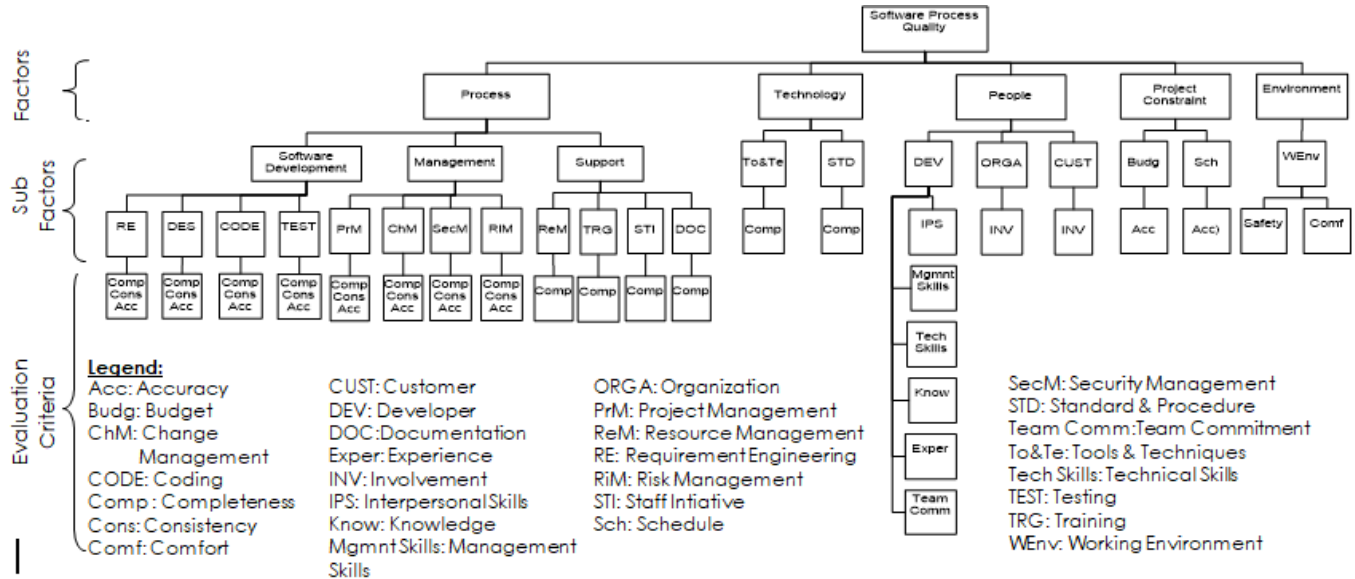 Software Process
Quality
Factors
Process
Technology
People
Project
Constraint
Environment
Sub
Factors
Software
Development
Management
Support
To&Te
STD
DEV
ORGA
CUST
Budg
Sch
WEnv
RE
DES
CODE
TEST
PrM
ChM
SecM
RIM
ReM
TRG
STI
DOC
Comp
Comp
IPS
INV
INV
Acc
Acc)
Safety
Comf
Evaluation
Criteria
Comp
Cons
Acc
Comp
Cons
Acc
Comp
Cons
Acc
Comp
Cons
Acc
Comp
Cons
Acc
Comp
Cons
Acc
Comp
Cons
Acc
Comp
Cons
Acc
Comp
Comp
Comp
Comp
Mgmnt
Skills
Tech
Skills
Know
Exper
Team
Comm
Legend:
Acc: Accuracy
Budg: Budget
ChM: Change
Management
CODE: Coding
Comp : Completeness
Cons: Consistency
Comf: Comfort
CUST: Customer
DEV: Developer
DOC:Documentation
Exper: Experience
INV: Involvement
IPS: Interpersonal Skills
Know: Knowledge
Mgmnt Skills: Management
Skills
ORGA: Organization
PrM: Project Management
ReM: Resource Management
RE: Requirement Engineering
RiM: Risk Management
STI: Staff Intiative
Sch: Schedule
SecM: Security Management
STD: Standard & Procedure
Team Comm:Team Commitment
To&Te: Tools & Techniques
Tech Skills: Technical Skills
TEST: Testing
TRG: Training
WEnv: Working Environment